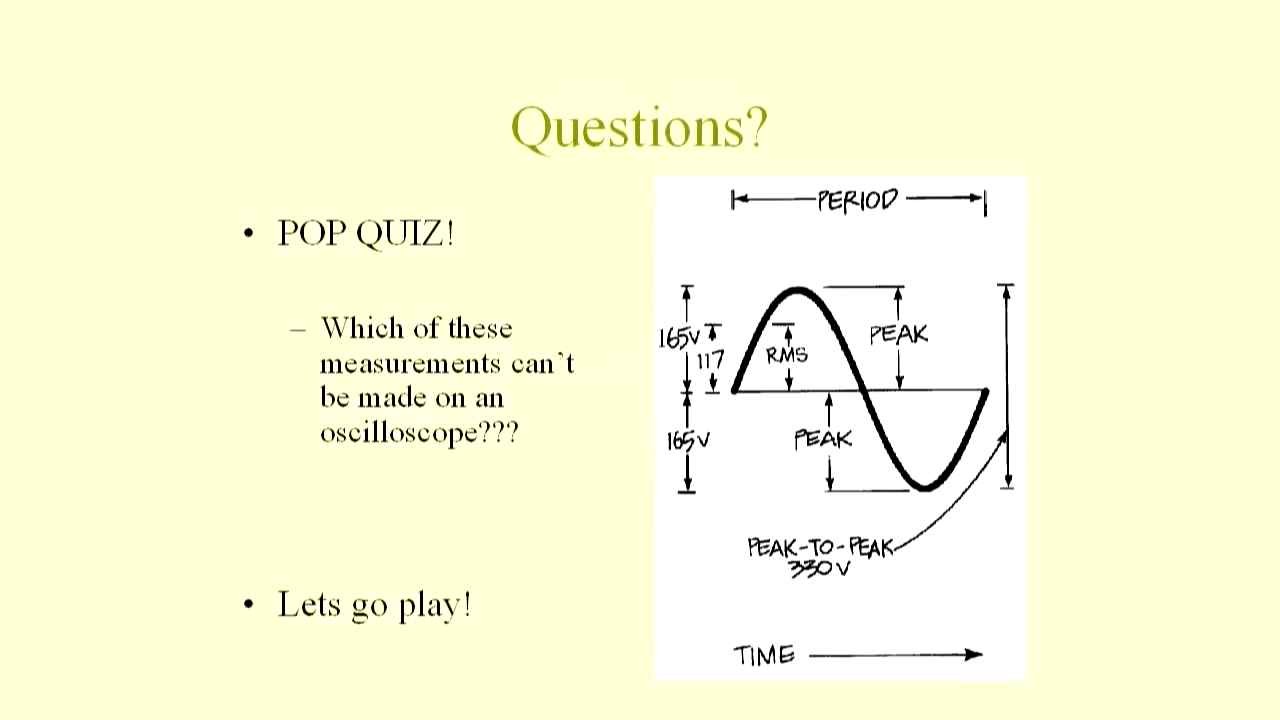 Questions?
• POP QUIZ!
– Which of these
measurements can't
be made on an
oscilloscope???
• Lets go play!
PERIOD
165V
117
RMS
PEAK
165V
PEAK
PEAK-TO-PEAK
330V
TIME